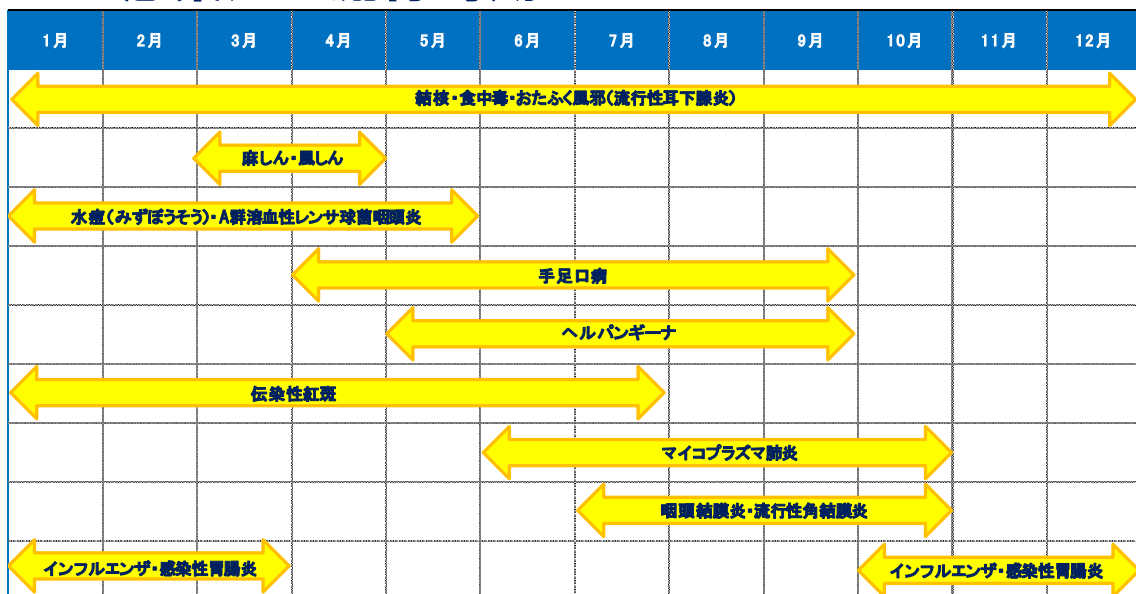 1月 2月 3月 4月 5月 6月 7月 8月 9月 10月 11月 12月
結核・食中毒・おたふく風邪(流行性耳下腺炎)
麻しん・風しん
水痘(みずぼうそう)・A群溶血性レンサ球菌咽頭炎
手足口病
ヘルパンギーナ
伝染性紅斑
マイコプラズマ肺炎
咽頭結膜炎・流行性角結膜炎
インフルエンザ・感染性胃腸炎 インフルエンザ・感染性胃腸炎